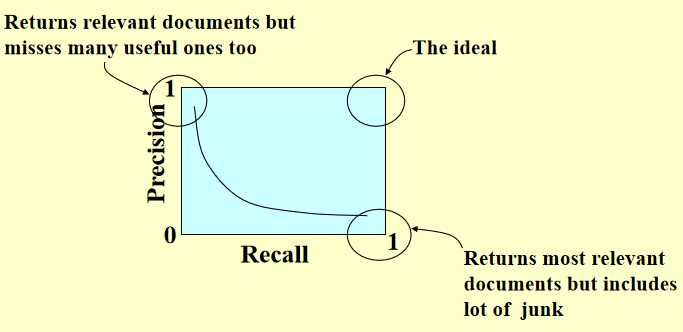 Returns relevant documents but
misses many useful ones too
The ideal
1
Precision
0
Recall
1
Returns most relevant
documents but includes
lot of junk